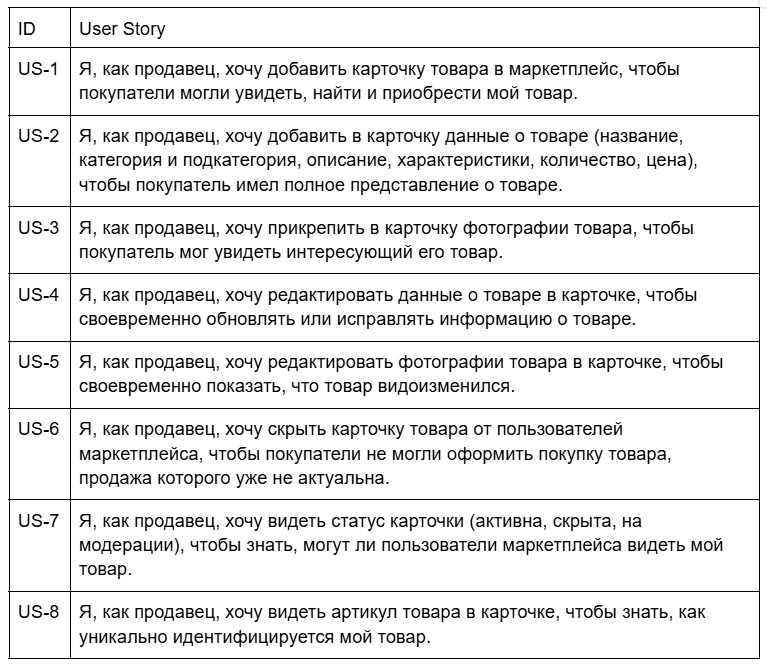 ID User Story
US-1 Я, как продавец, хочу добавить карточку товара в маркетплейс, чтобы
покупатели могли увидеть, найти и приобрести мой товар.
US-2 Я, как продавец, хочу добавить в карточку данные о товаре (название,
категория и подкатегория, описание, характеристики, количество, цена),
чтобы покупатель имел полное представление о товаре.
US-3 Я, как продавец, хочу прикрепить в карточку фотографии товара, чтобы
покупатель мог увидеть интересующий его товар.
US-4 Я, как продавец, хочу редактировать данные о товаре в карточке, чтобы
своевременно обновлять или исправлять информацию о товаре.
US-5 Я, как продавец, хочу редактировать фотографии товара в карточке, чтобы
своевременно показать, что товар видоизменился.
US-6 Я, как продавец, хочу скрыть карточку товара от пользователей
маркетплейса, чтобы покупатели не могли оформить покупку товара,
продажа которого уже не актуальна.
US-7 Я, как продавец, хочу видеть статус карточки (активна, скрыта, на
модерации), чтобы знать, могут ли пользователи маркетплейса видеть мой
товар.
US-8 Я, как продавец, хочу видеть артикул товара в карточке, чтобы знать, как
уникально идентифицируется мой товар.